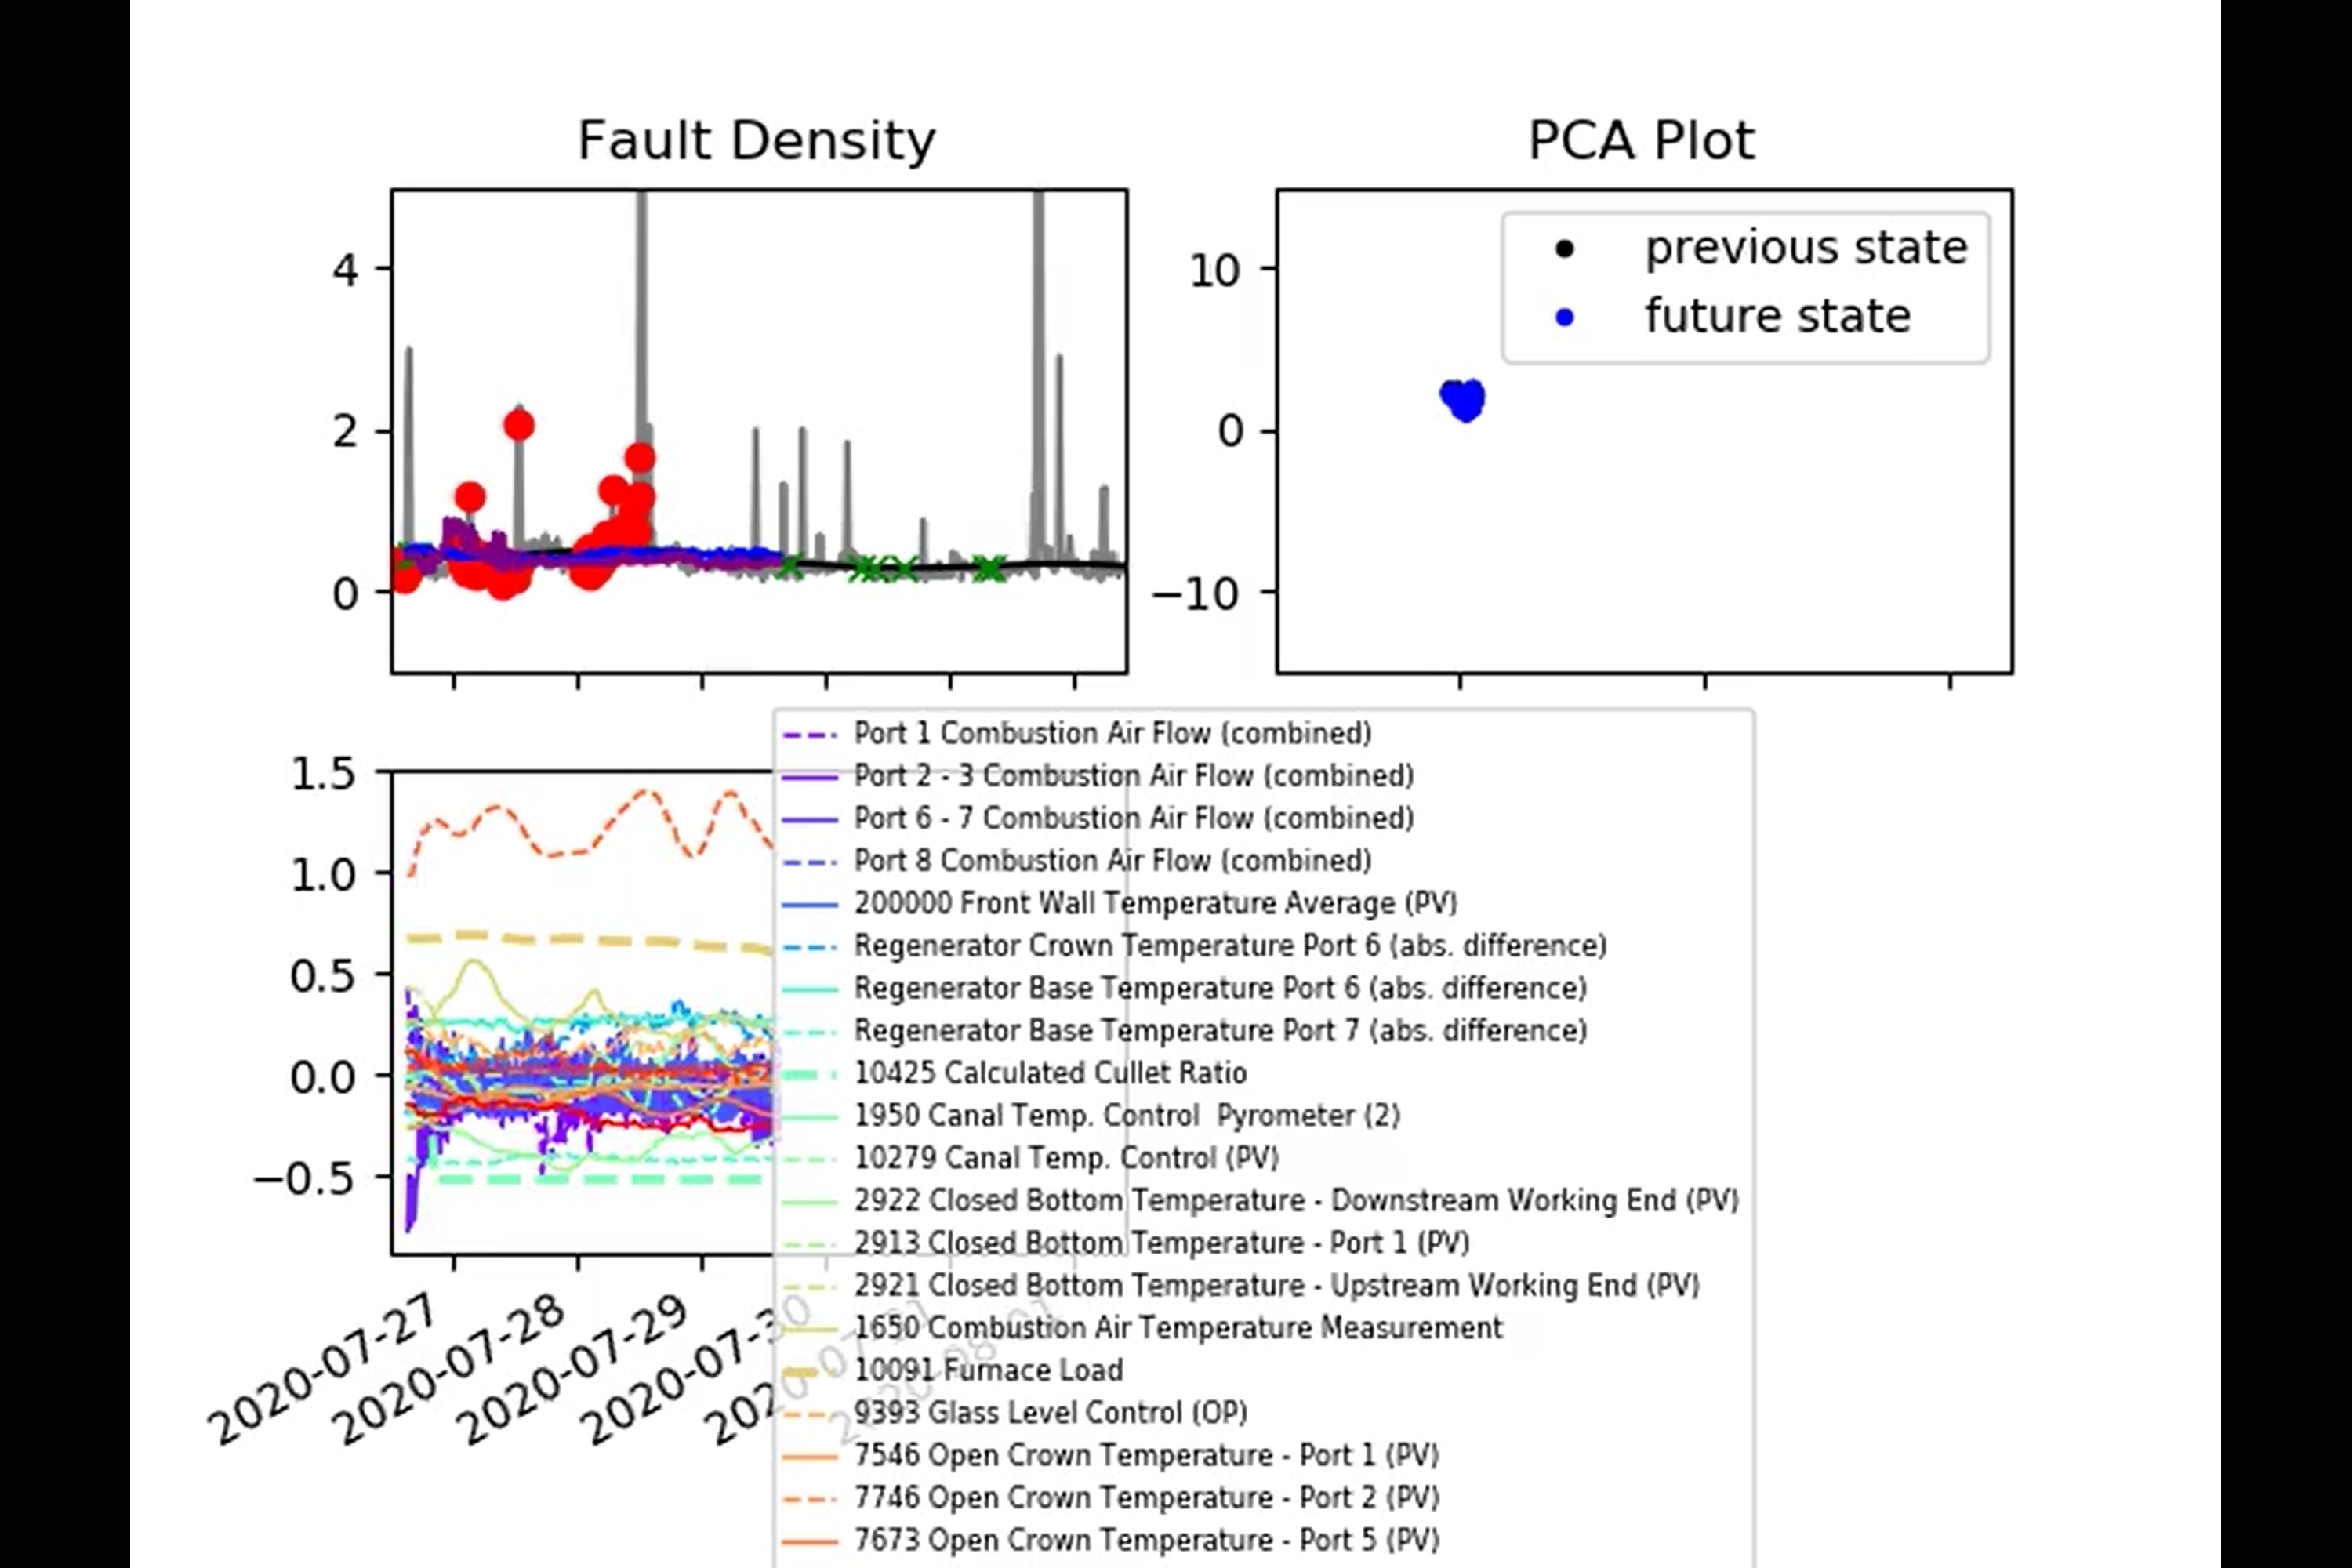 Fault Density
PCA Plot
4
2
0
10
0
−10
previous state
future state
1.5
1.0
0.5
0.0
−0.5
2020-07-27
2020-07-28
2020-07-29
2020-07-30
Port 1 Combustion Air Flow (combined)
Port 2 - 3 Combustion Air Flow (combined)
Port 6 - 7 Combustion Air Flow (combined)
Port 8 Combustion Air Flow (combined)
200000 Front Wall Temperature Average (PV)
Regenerator Crown Temperature Port 6 (abs. difference)
Regenerator Base Temperature Port 6 (abs. difference)
Regenerator Base Temperature Port 7 (abs. difference)
10425 Calculated Cullet Ratio
1950 Canal Temp. Control  Pyrometer (2)
10279 Canal Temp. Control (PV)
2922 Closed Bottom Temperature - Downstream Working End (PV)
2913 Closed Bottom Temperature - Port 1 (PV)
2921 Closed Bottom Temperature - Upstream Working End (PV)
1650 Combustion Air Temperature Measurement
10091 Furnace Load
9393 Glass Level Control (OP)
7546 Open Crown Temperature - Port 1 (PV)
7746 Open Crown Temperature - Port 2 (PV)
7673 Open Crown Temperature - Port 5 (PV)